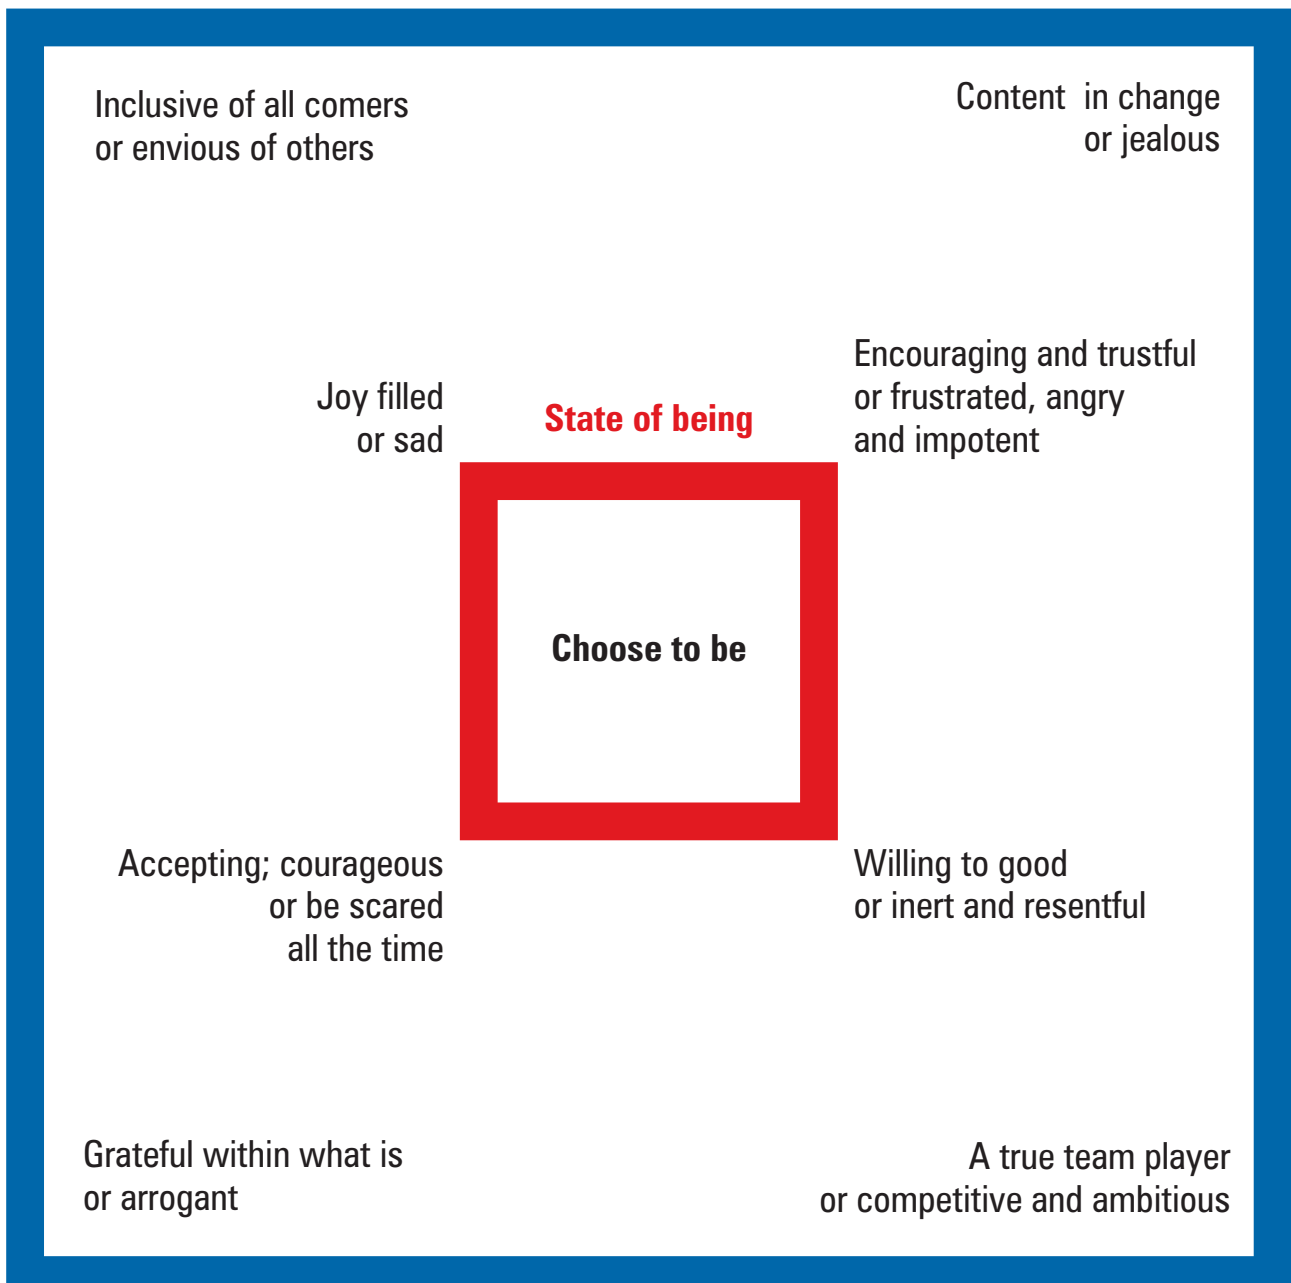 Inclusive of all comers
or envious of others
Content  in change
or jealous
Joy filled
or sad
State of being
Encouraging and trustful
or frustrated, angry
and impotent
Choose to be
Accepting; courageous
or be scared
all the time
Willing to good
or inert and resentful
Grateful within what is
or arrogant
A true team player
or competitive and ambitious